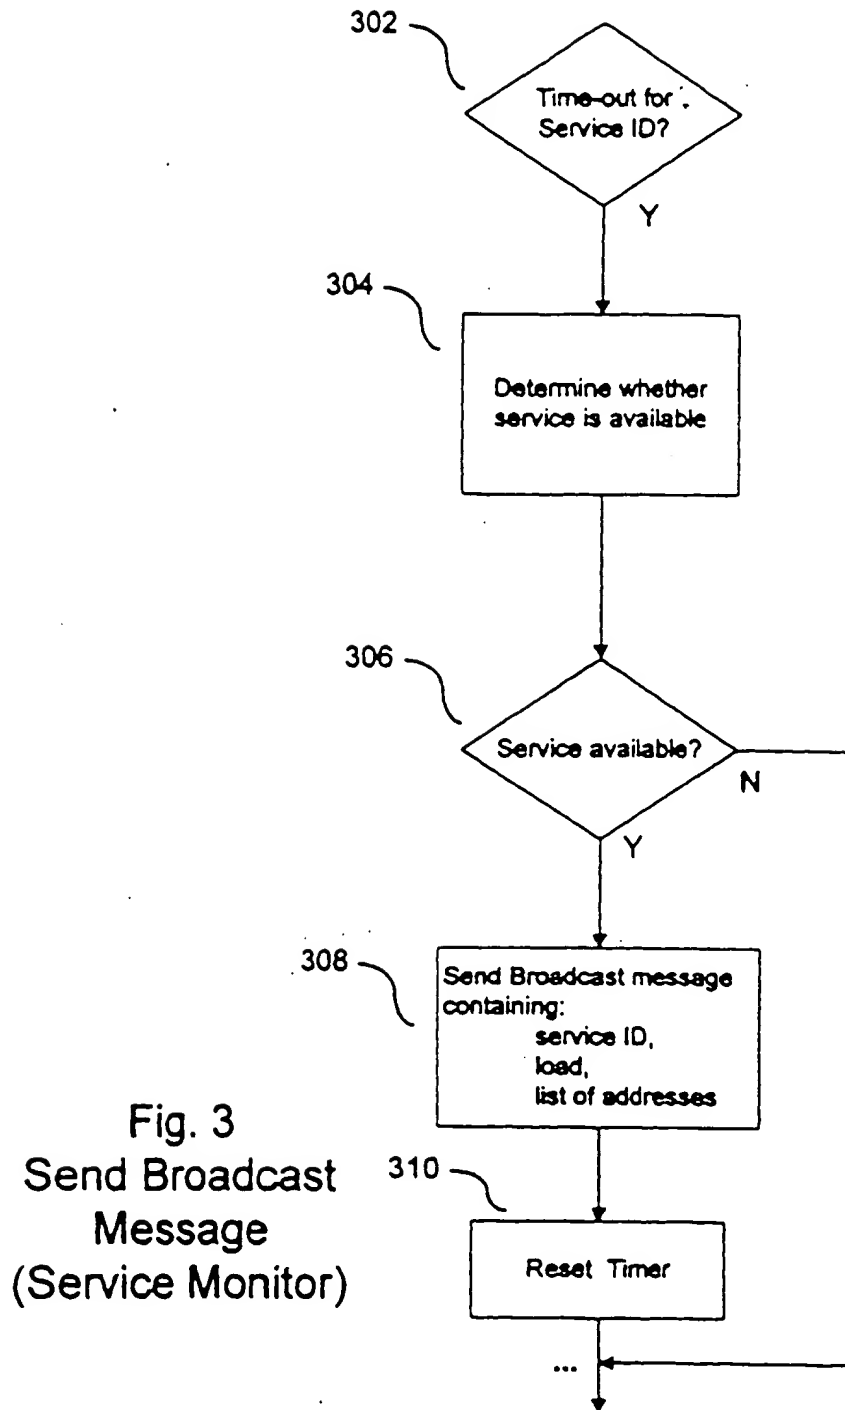 302
Time-out for
Service ID?
Y
304
Determine whether
service is available
306
Service available?
N
Y
308
Send Broadcast message
containing:
service ID,
load,
list of addresses
Fig. 3
Send Broadcast
Message
(Service Monitor)
310
Reset Timer
...